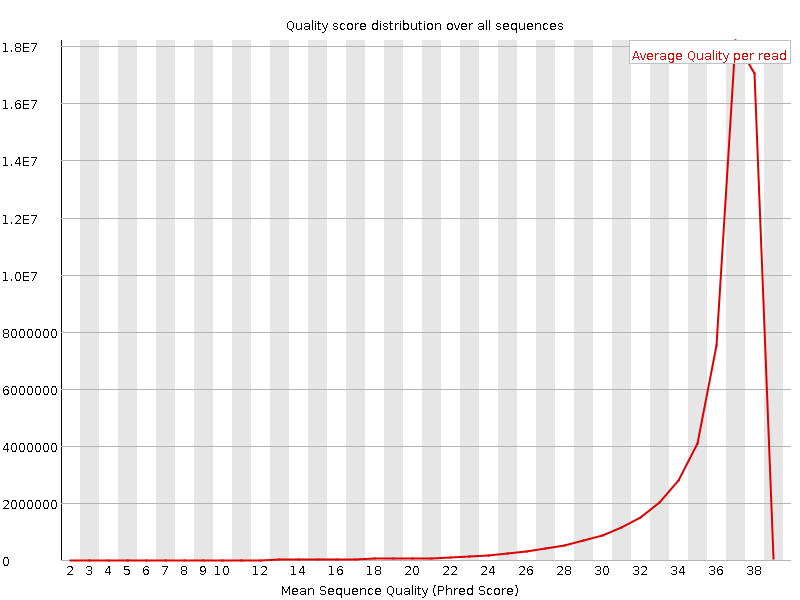 Quality score distribution over all sequences
1.8E7
Average Quality per read
1.6E7
1.4E7
1.2E7
1.0E7
8000000
6000000
4000000
2000000
0
2 3 4 5 6 7 8 9 10 12 14 16 18 20 22 24 26 28 30 32 34 36 38
Mean Sequence Quality (Phred Score)